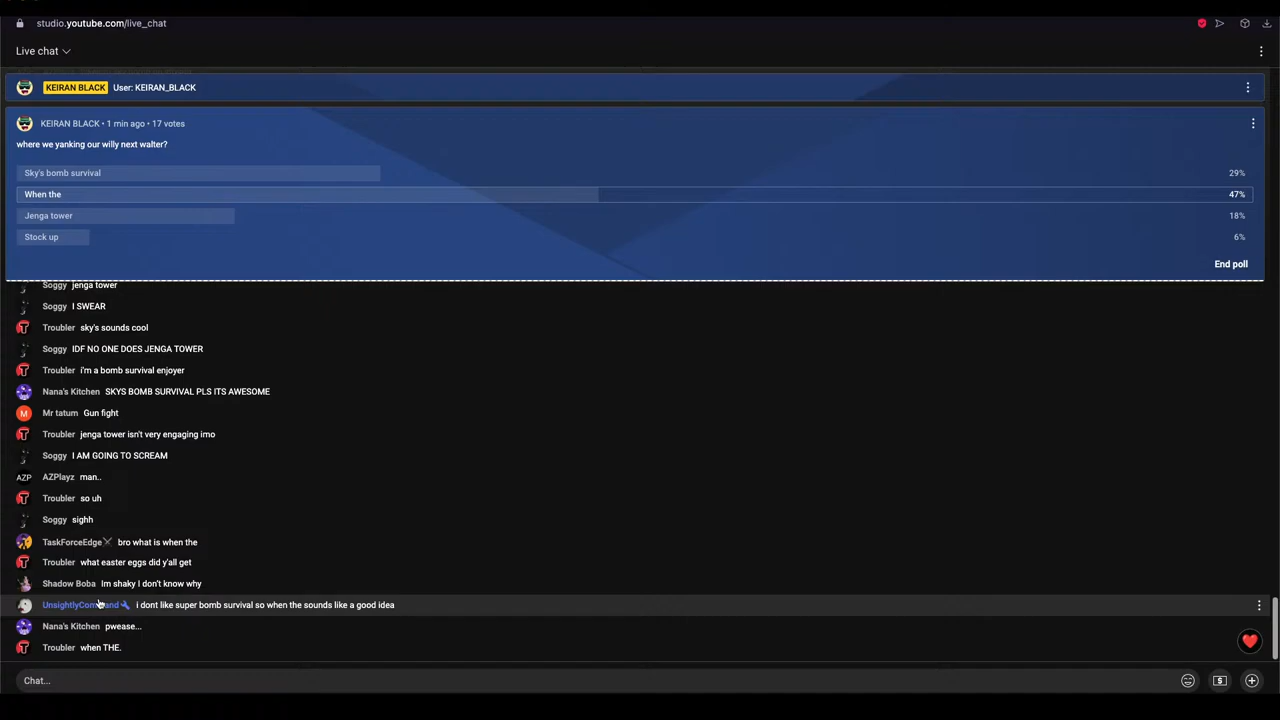 studio.youtube.com/live_chat
Live chat
KEIRAN BLACK User: KEIRAN_BLACK
KEIRAN BLACK • 1 min ago • 17 votes
where we yanking our willy next walter?
Sky's bomb survival 29%
When the 47%
Jenga tower 18%
Stock up 6%
End poll
Soggy jenga tower
Soggy I SWEAR
Troubler sky's sounds cool
Soggy IDF NO ONE DOES JENGA TOWER
Troubler i'm a bomb survival enjoyer
Nana's Kitchen SKYS BOMB SURVIVAL PLS ITS AWESOME
M Mr tatum Gun fight
Troubler jenga tower isn't very engaging imo
Soggy I AM GOING TO SCREAM
AZP AZPlayz man..
Troubler so uh
Soggy sighh
TaskForceEdge bro what is when the
Troubler what easter eggs did y'all get
Shadow Boba Im shaky I don't know why
UnsightlyCommand i dont like super bomb survival so when the sounds like a good idea
Nana's Kitchen pwease...
Troubler when THE.
Chat...